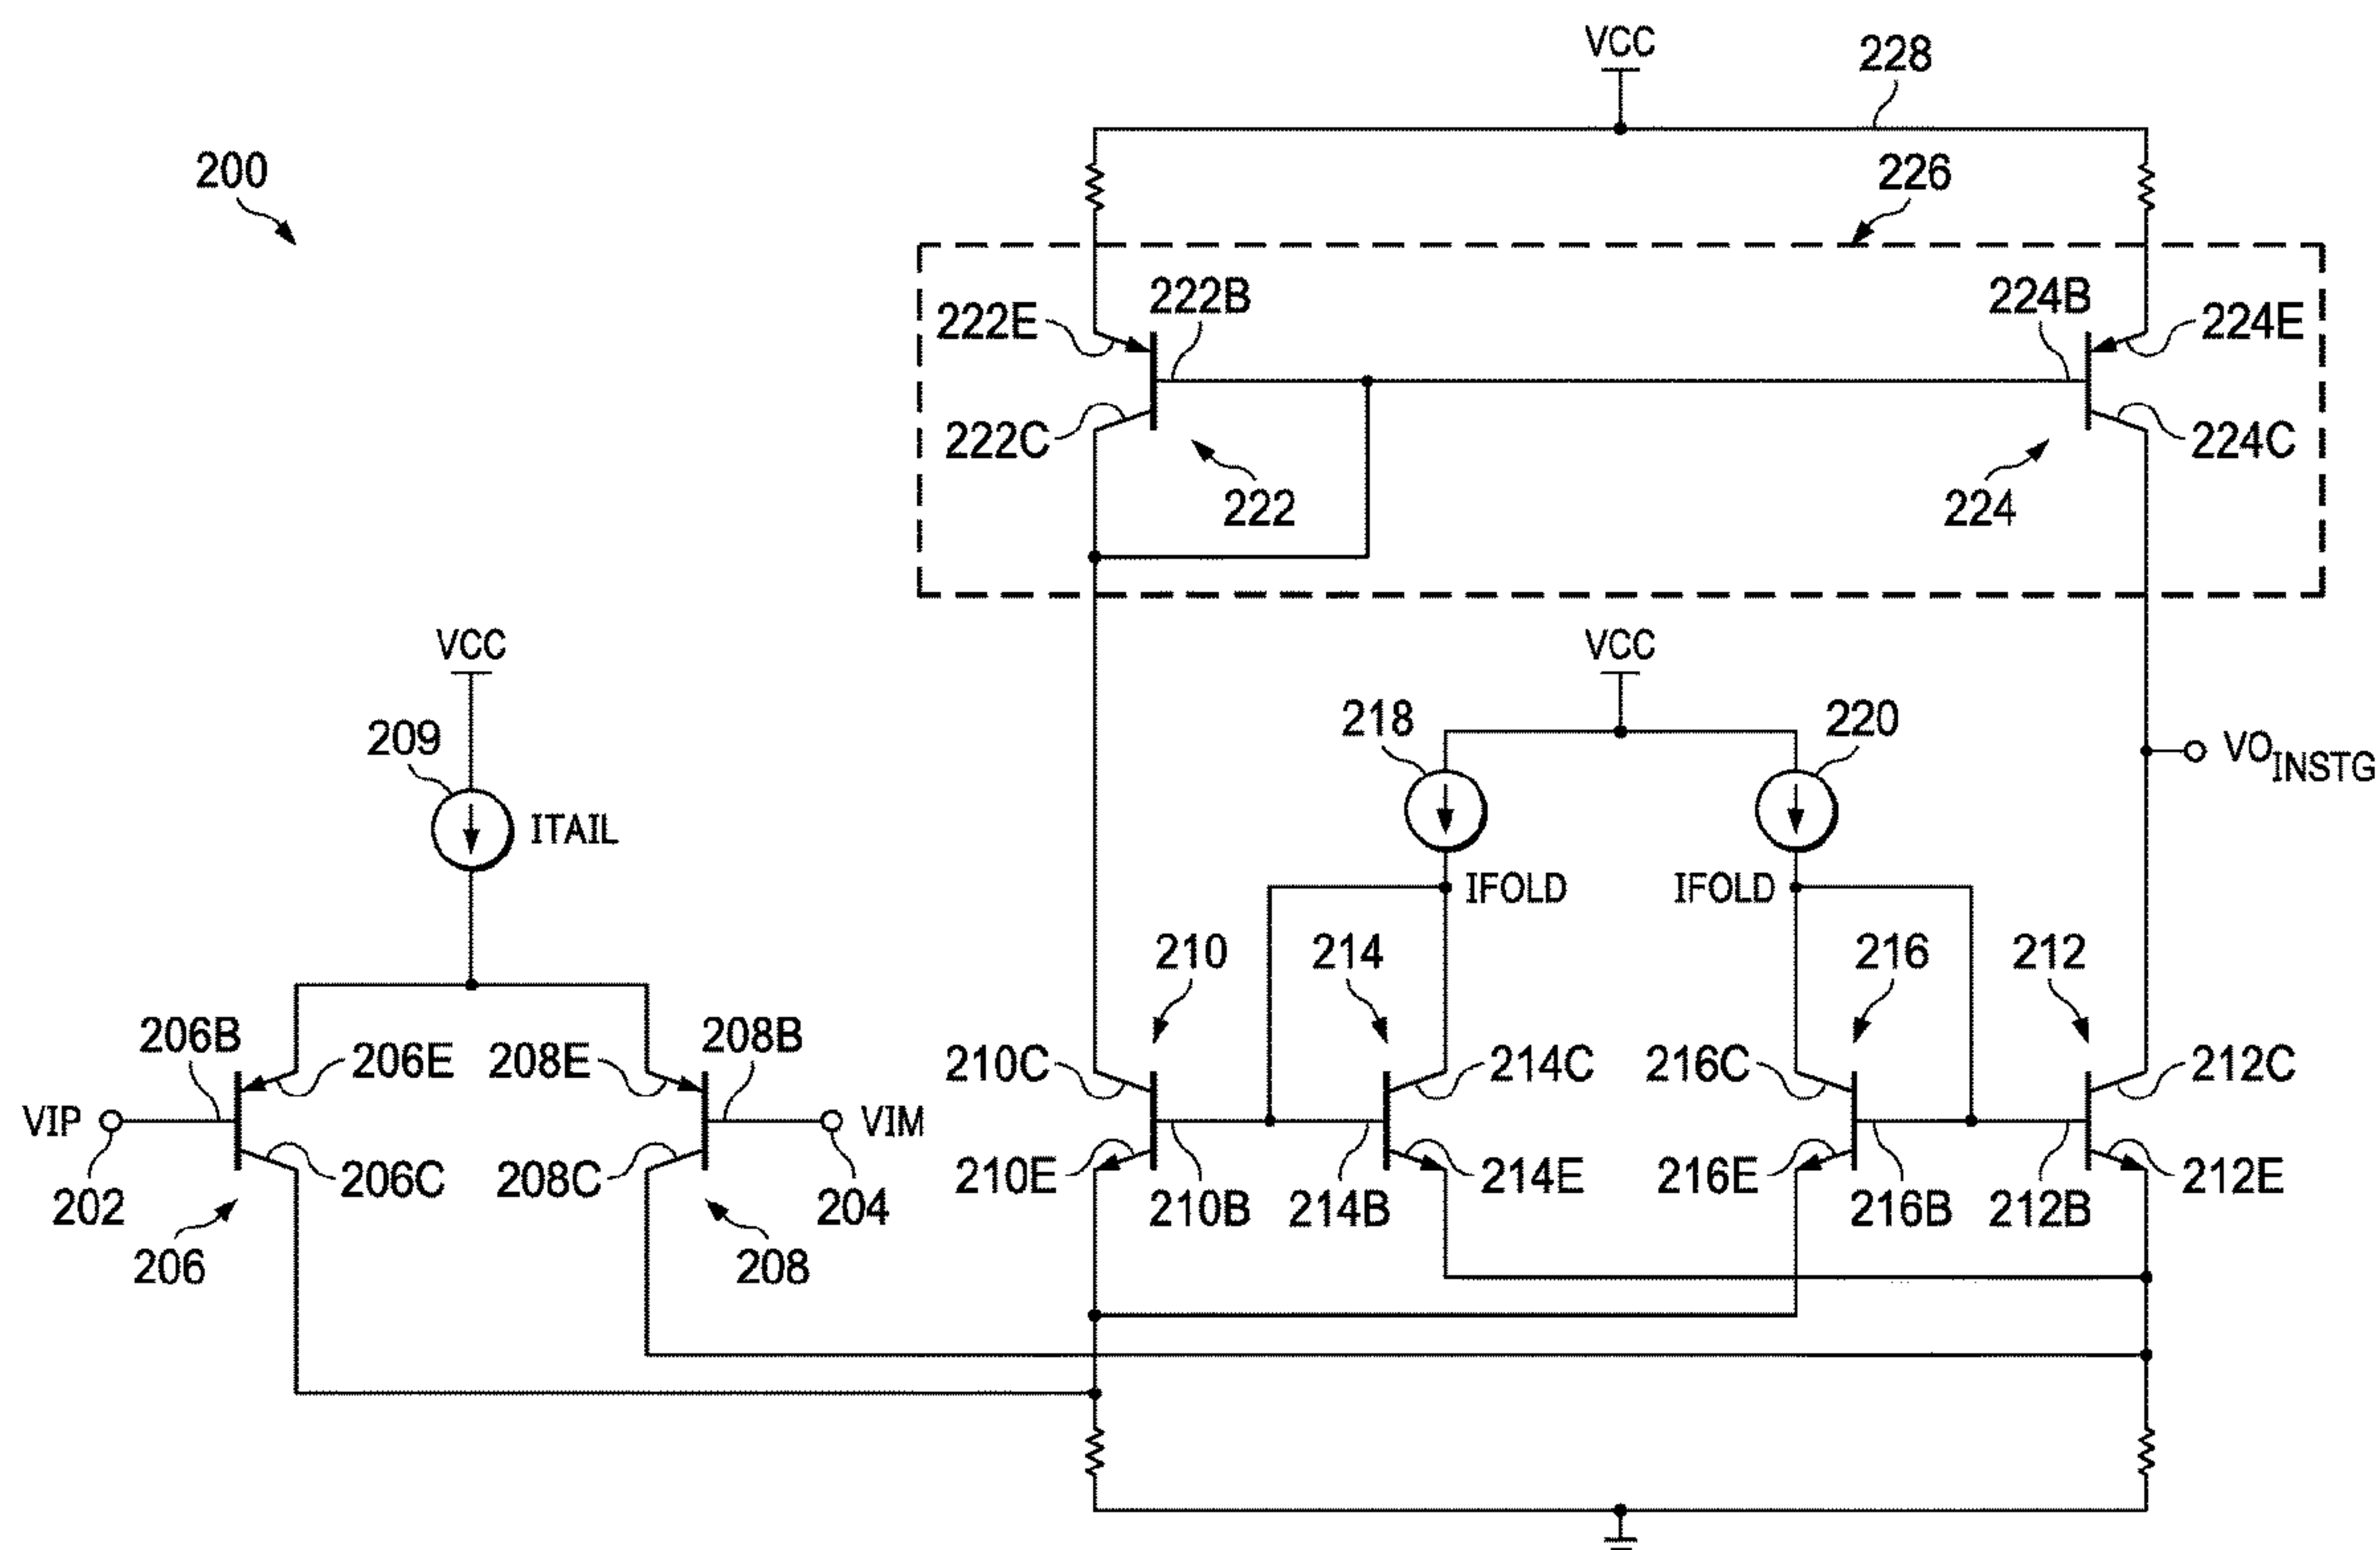 VCC
228
200
226
222B
224B
222E
224E
222C
224C
222
224
VCC
VCC
218
220
209
VO INSTG
ITAIL
IFOLD
IFOLD
210
214
216
212
206B
206E
208E
208B
210C
214C
216C
212C
VIP
VIM
206C
208C
210E
214E
216E
212E
202
204
210B
214B
216B
212B
206
208